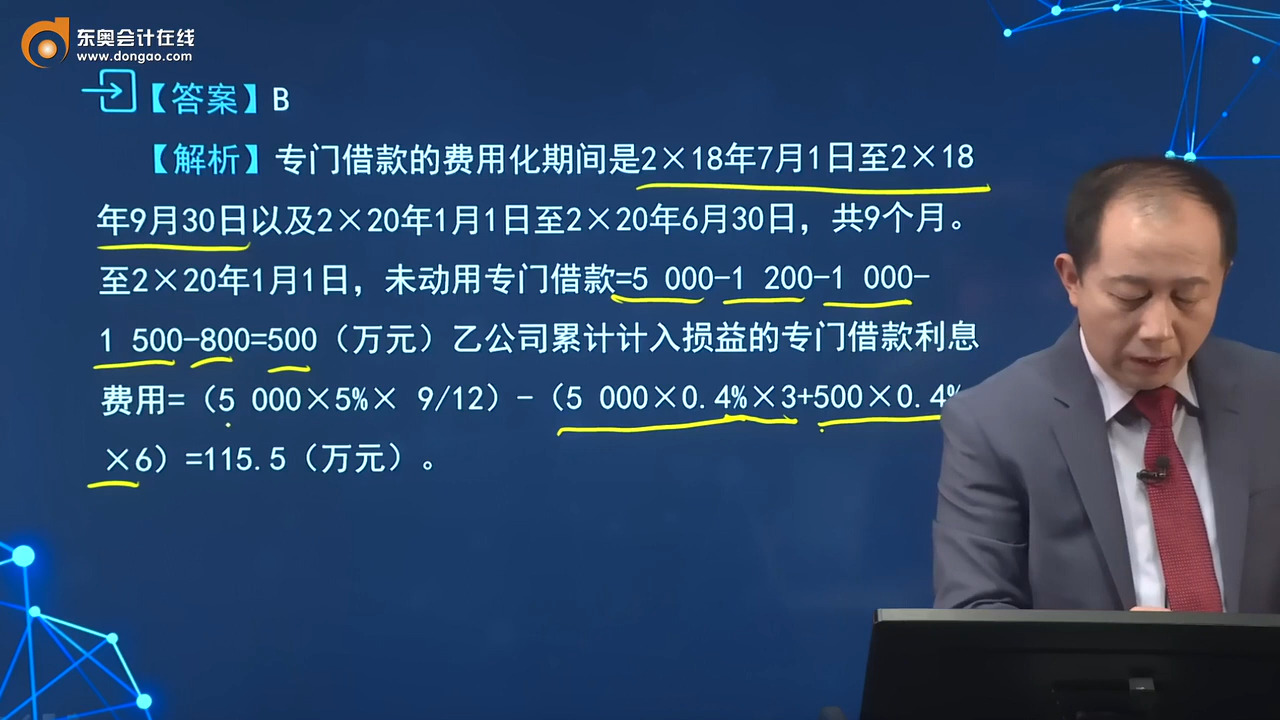 东奥会计在线
www.dongao.com
【答案】B
【解析】专门借款的费用化期间是2×18年7月1日至2×18
年9月30日以及2×20年1月1日至2×20年6月30日，共9个月。
至2×20年1月1日，未动用专门借款=5 000-1 200-1 000-
1 500-800=500（万元）乙公司累计计入损益的专门借款利息
费用=（5 000×5%× 9/12）-（5 000×0.4%×3+500×0.4%
×6）=115.5（万元）。